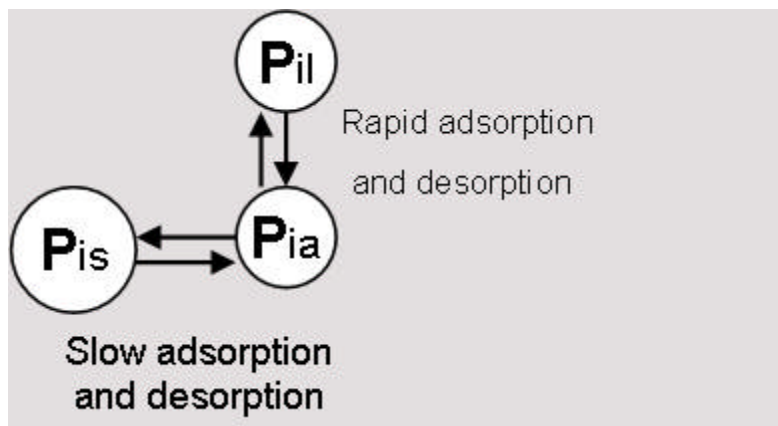 Pil
Rapid adsorption
and desorption
Pis
Pia
Slow adsorption
and desorption